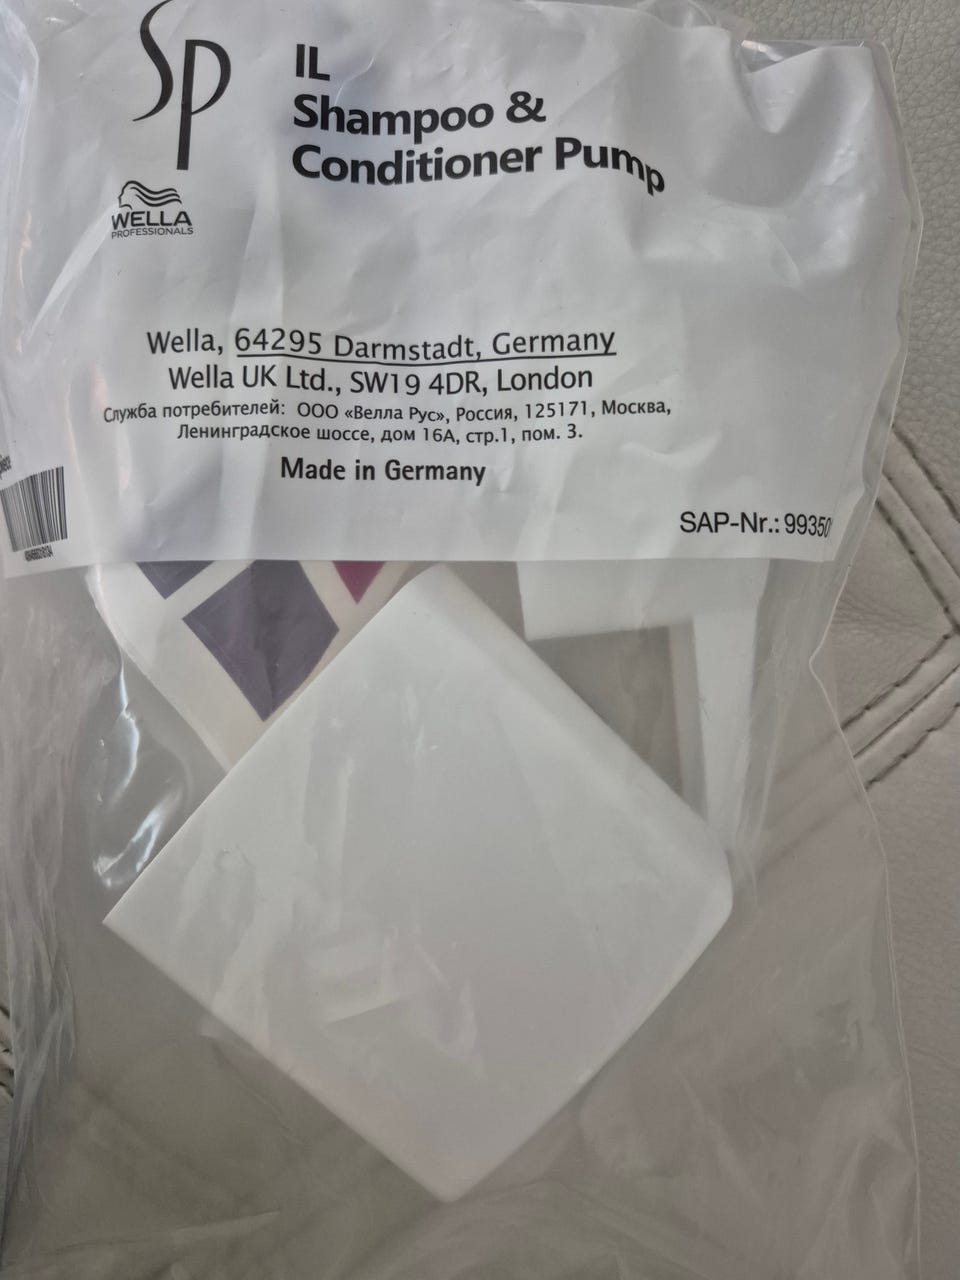 SP
IL
Shampoo &
Conditioner Pump
WELLA
PROFESSIONALS
Wella, 64295 Darmstadt, Germany
Wella UK Ltd., SW19 4DR, London
Служба потребителей: ООО «Велла Рус», Россия, 125171, Москва,
Ленинградское шоссе, дом 16А, стр.1, пом. 3.
Made in Germany
SAP-Nr.: 99350